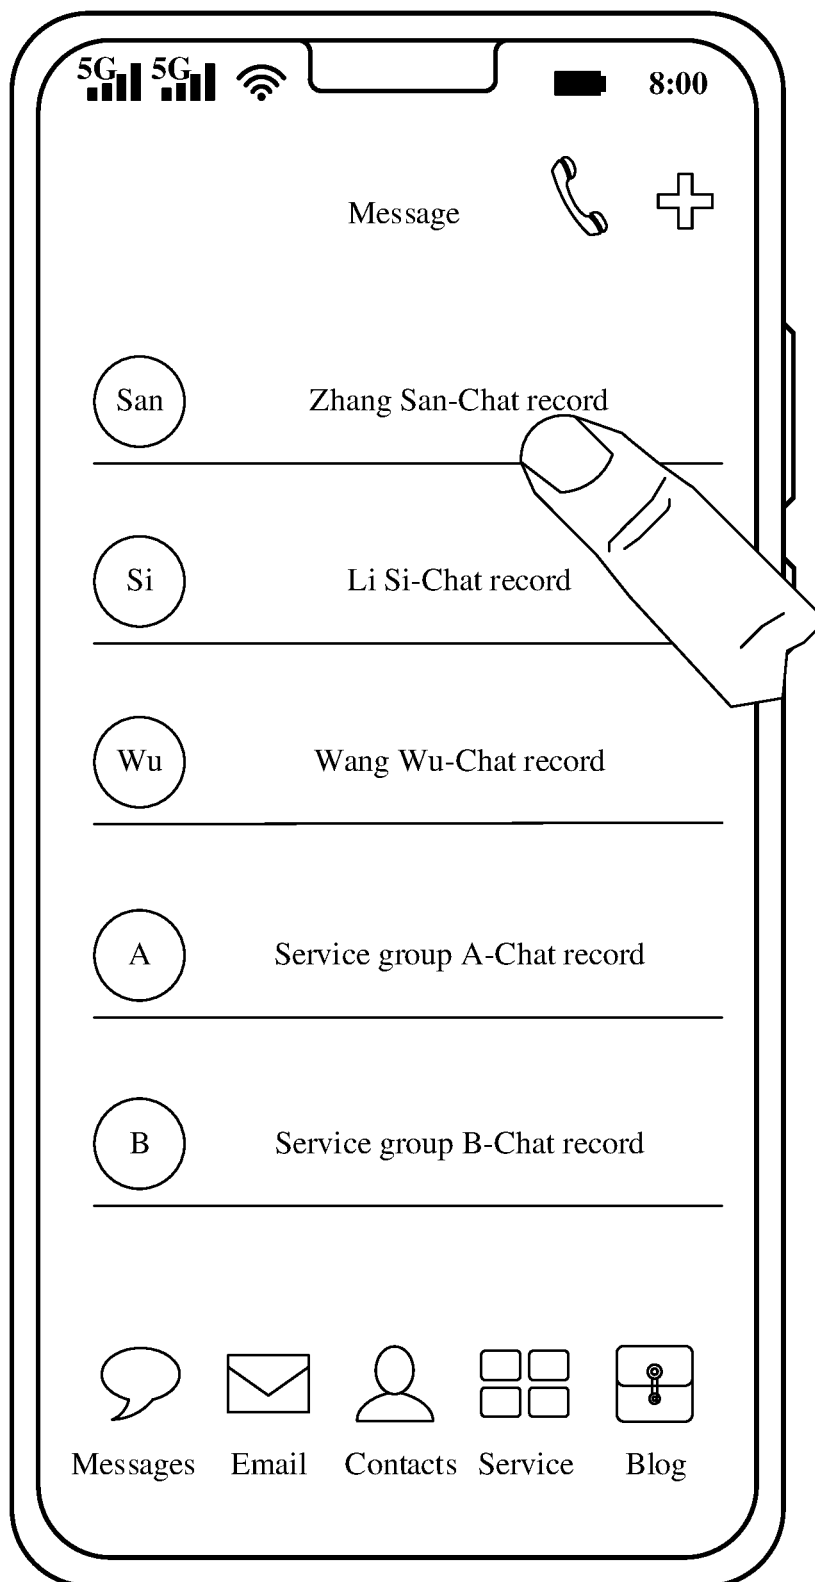 5G 5G 8:00
Message
San Zhang San-Chat record
Si Li Si-Chat record
Wu Wang Wu-Chat record
A Service group A-Chat record
B Service group B-Chat record
Messages Email Contacts Service Blog